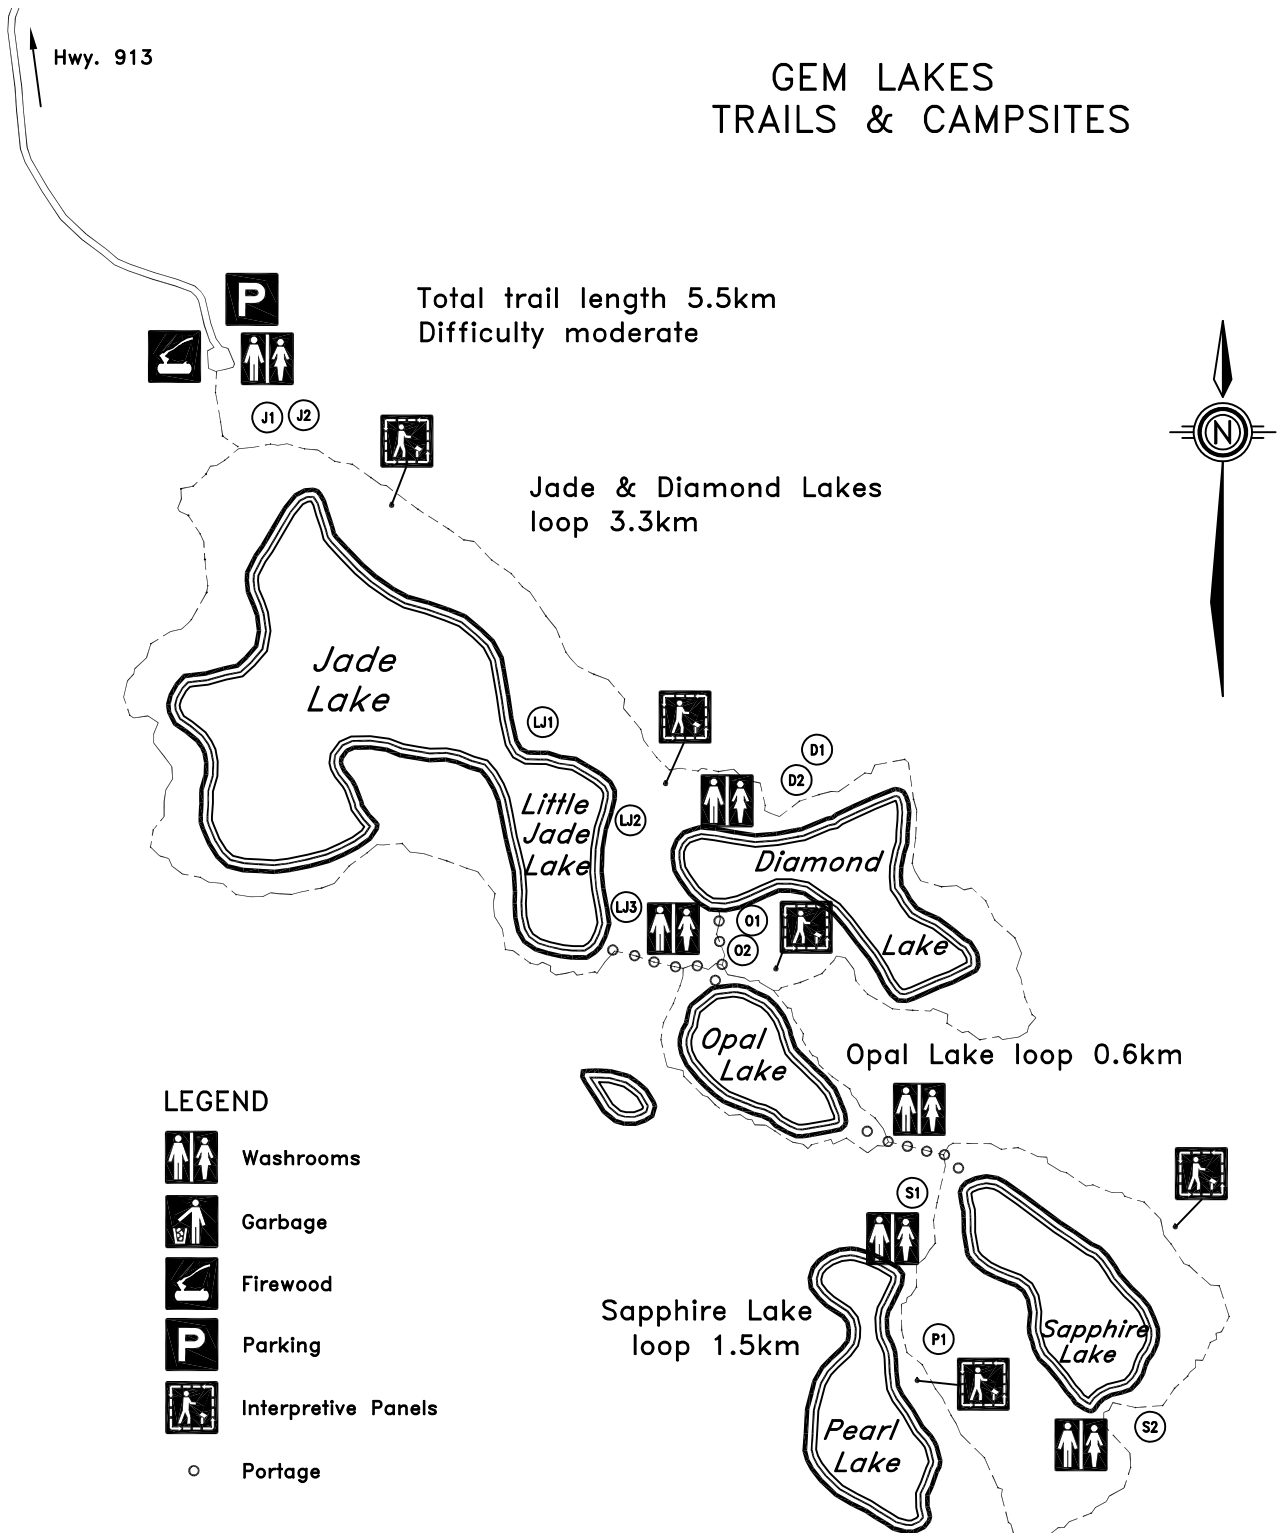 Hwy. 913
GEM LAKES
TRAILS & CAMPSITES
P
Total trail length 5.5km
Difficulty moderate
J1
J2
N
Jade & Diamond Lakes
loop 3.3km
Jade
Lake
LJ1
D1
D2
Little
Jade
Lake
LJ2
Diamond
Lake
LJ3
O1
O2
Opal
Lake
Opal Lake loop 0.6km
S1
Sapphire Lake
loop 1.5km
Sapphire
Lake
P1
Pearl
Lake
S2
LEGEND
Washrooms
Garbage
Firewood
P
Parking
Interpretive Panels
Portage